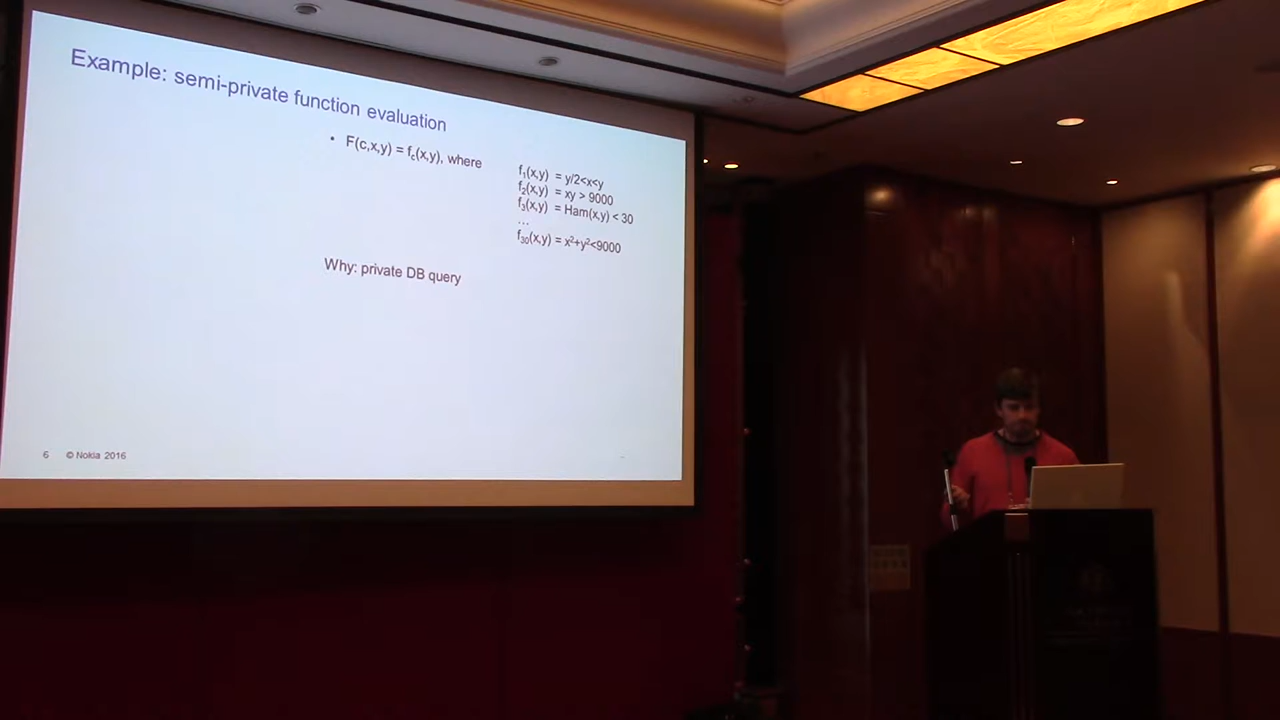 Example: semi-private function evaluation
• F(c,x,y) = f_c(x,y), where
f₁(x,y) = y/2<x<y
f₂(x,y) = xy > 9000
f₃(x,y) = Ham(x,y) < 30
...
f₃₀(x,y) = x²+y²<9000
Why: private DB query
6 © Nokia 2016